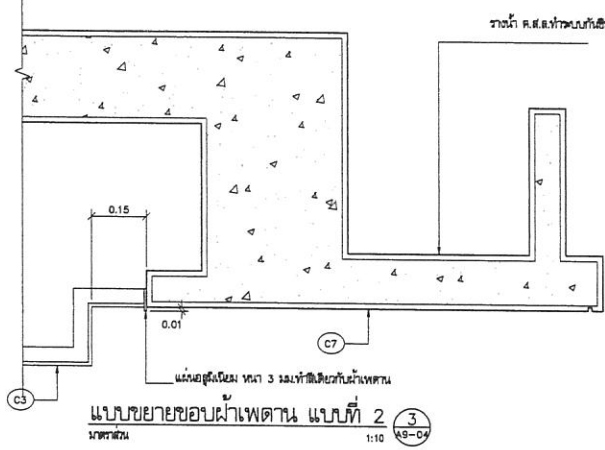 รางน้ำ ค.ส.ล.ทำระบบกันซึ
0.15
0.01
C7
แผ่นอลูมิเนียม หนา 3 มม.ทำสีเดียวกับฝ้าเพดาน
C3
แบบขยายขอบฝ้าเพดาน แบบที่ 2
3
มาตราส่วน
1:10
A9-04